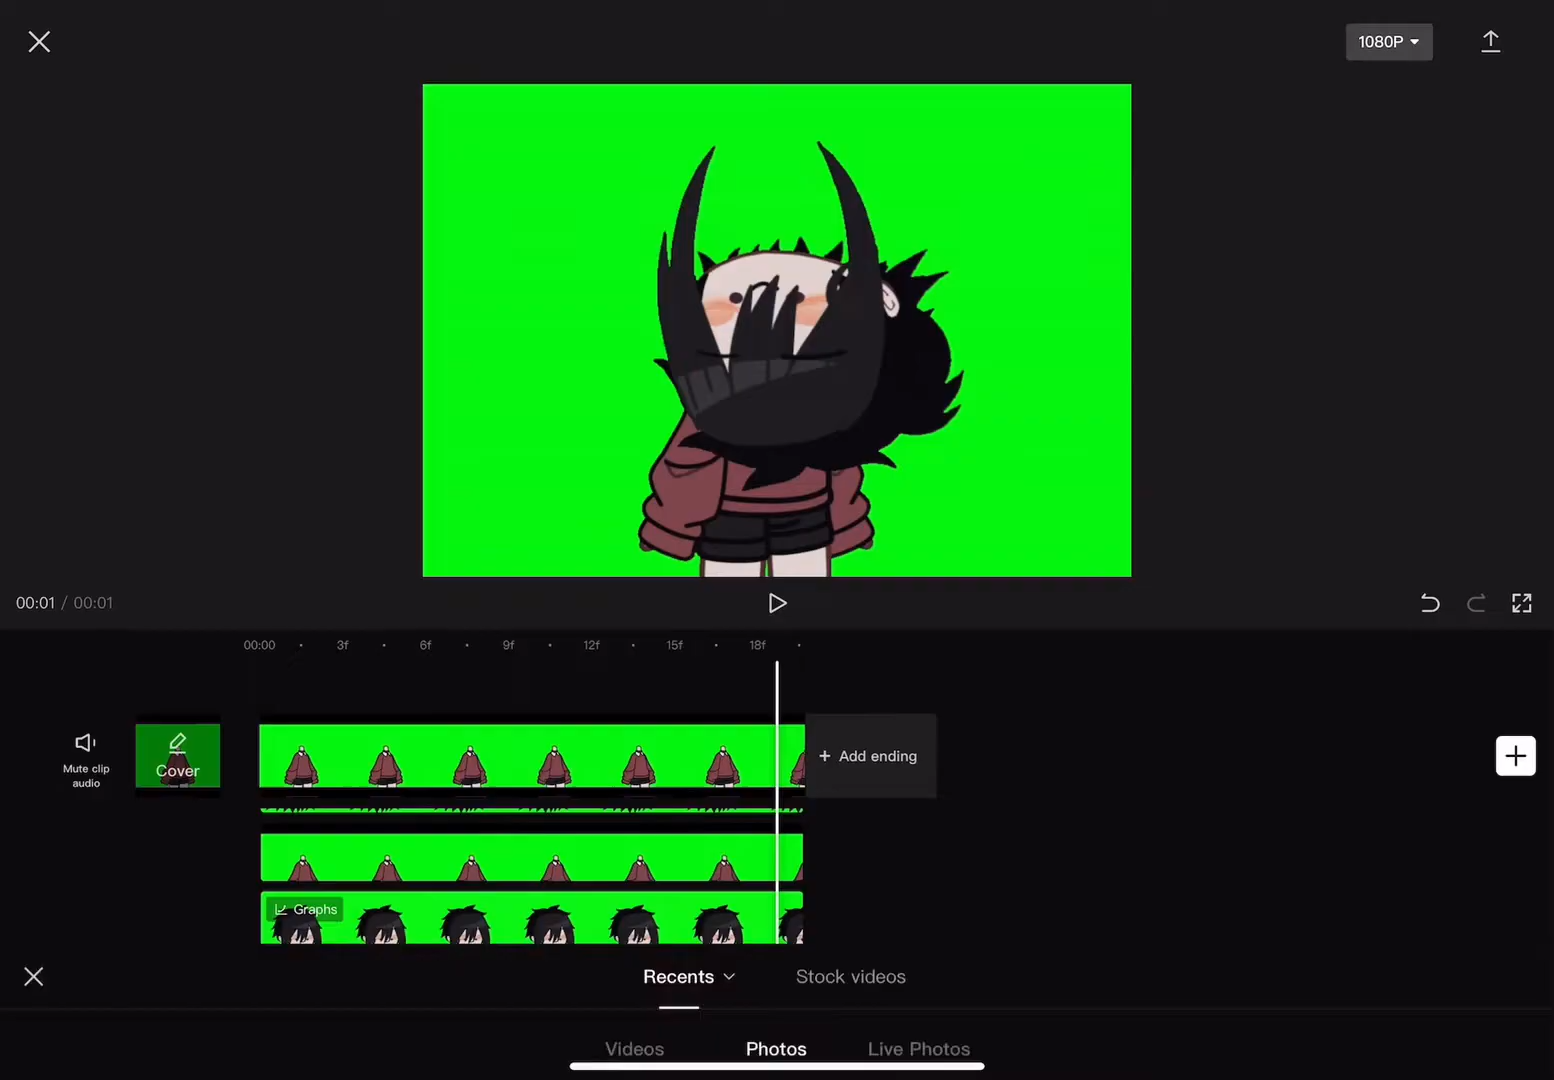 1080P
00:01 / 00:01
00:00 3f 6f 9f 12f 15f 18f
Mute clip
audio
Cover
+ Add ending
Graphs
Recents Stock videos
Videos Photos Live Photos